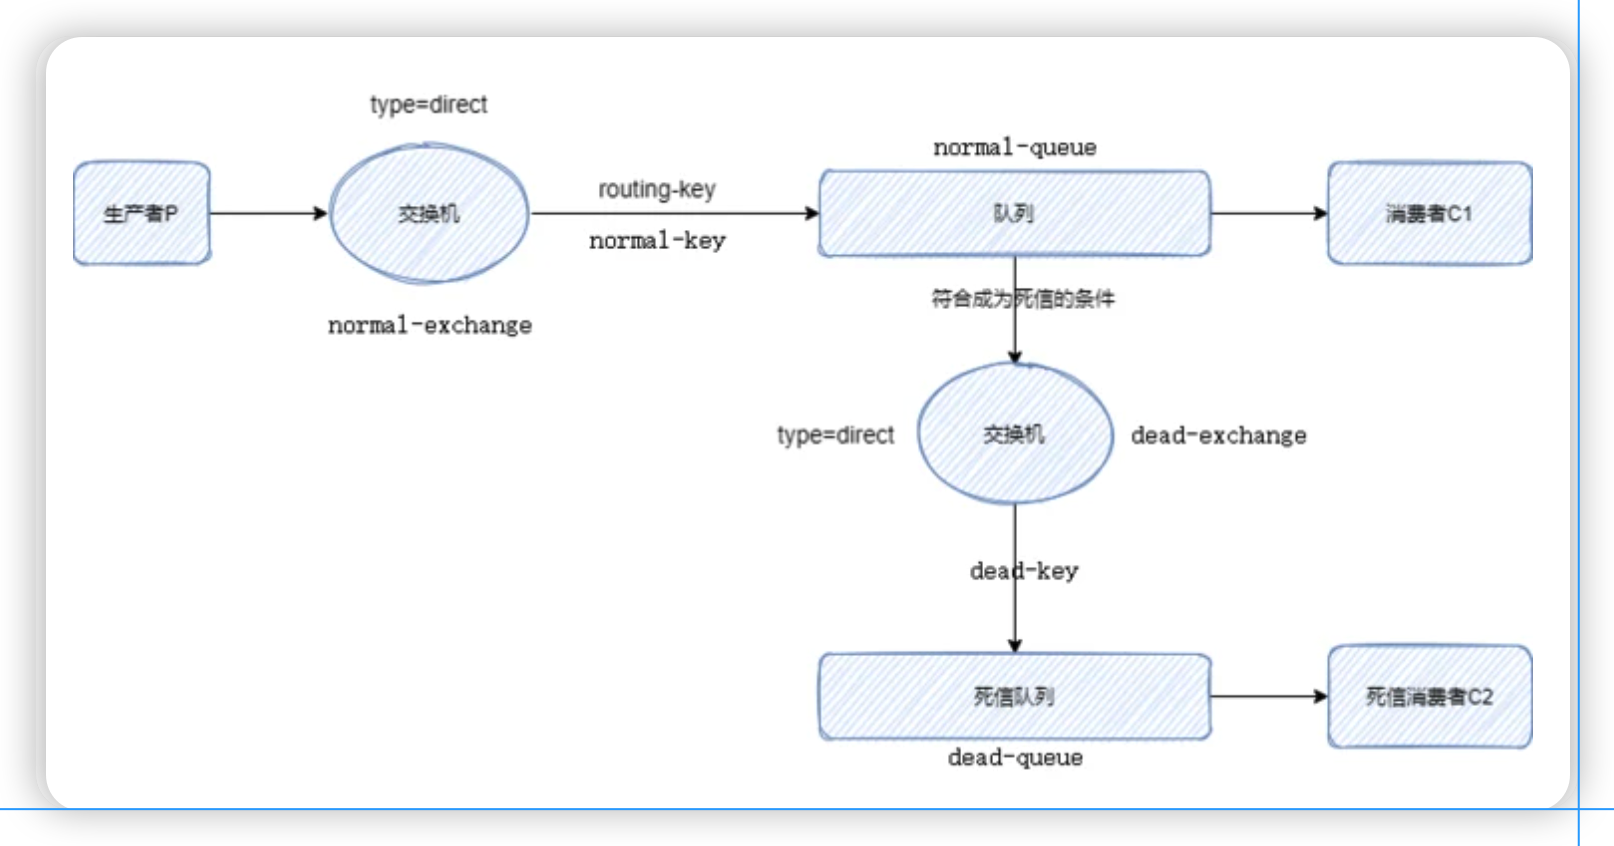 type=direct
normal-queue
生产者P
交换机
routing-key
normal-key
队列
消费者C1
normal-exchange
符合成为死信的条件
type=direct
交换机
dead-exchange
dead-key
死信队列
死信消费者C2
dead-queue